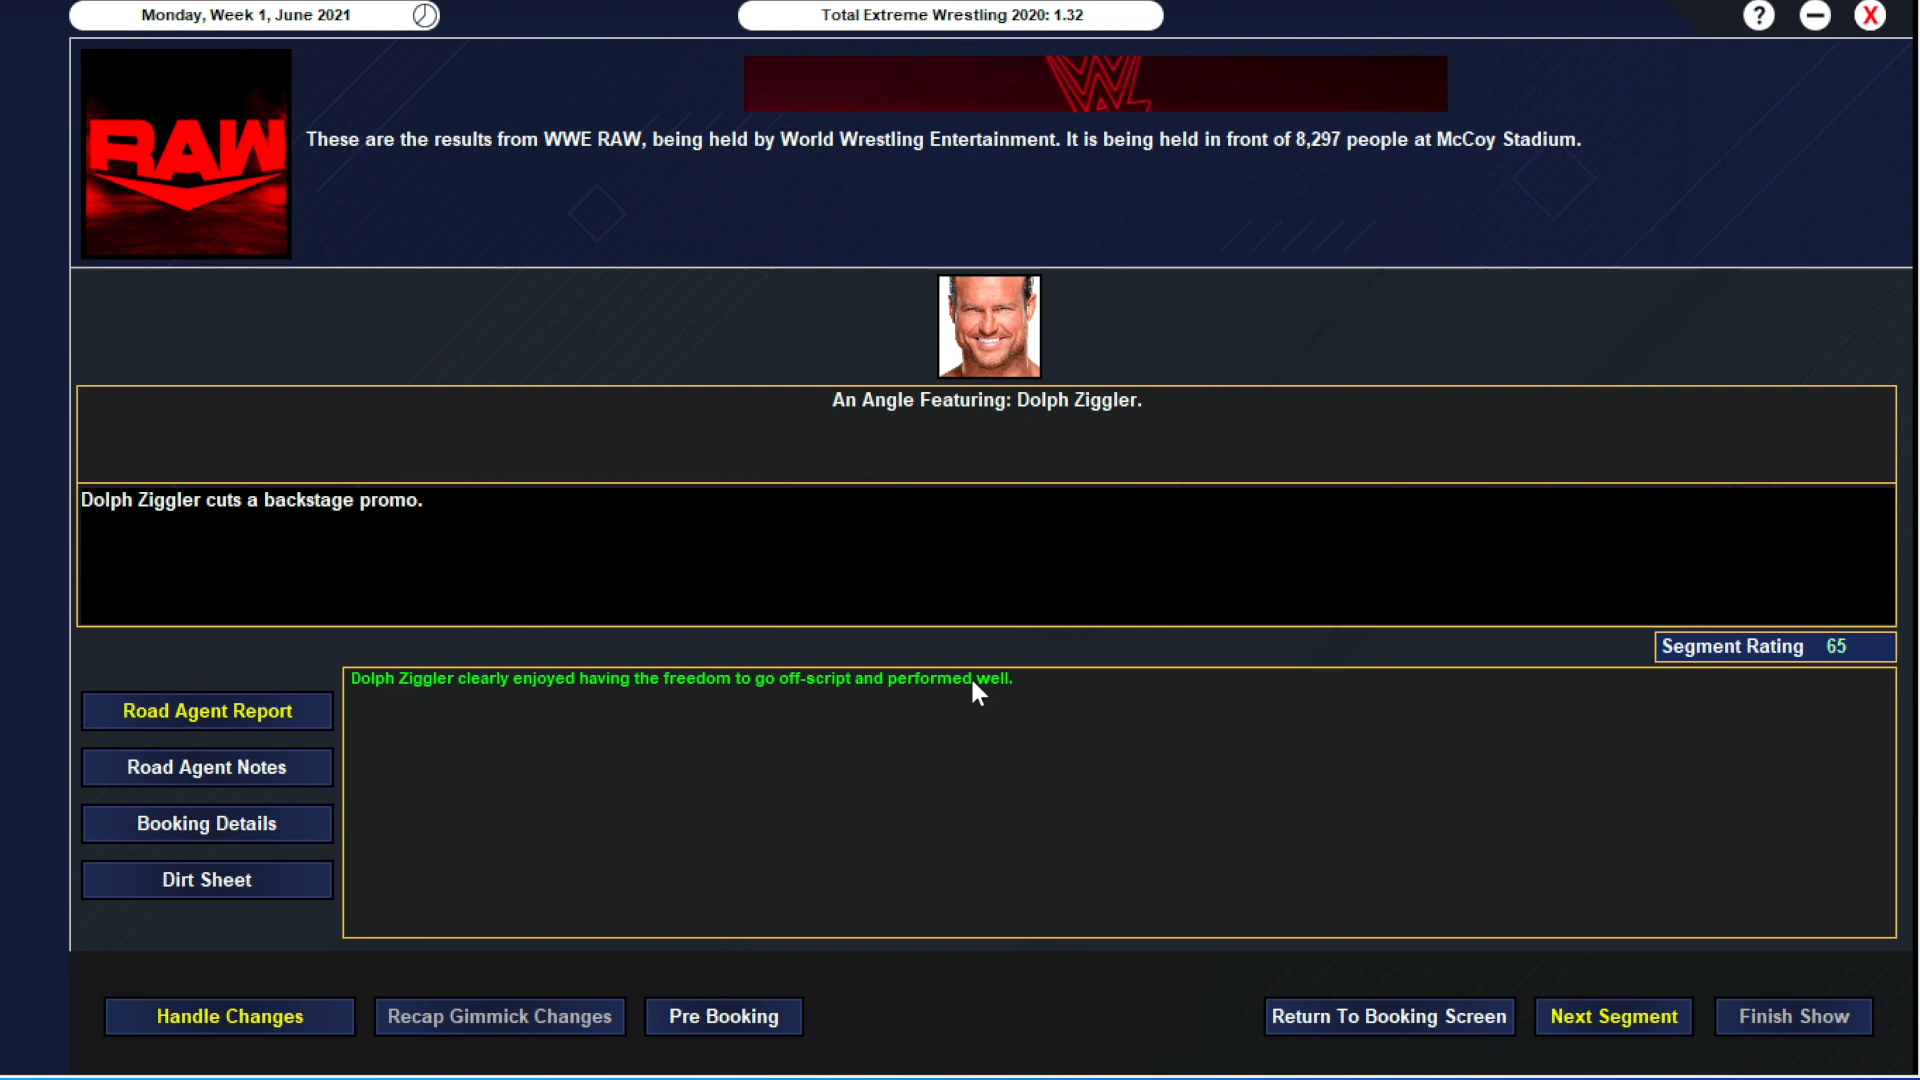 Monday, Week 1, June 2021
Total Extreme Wrestling 2020: 1.32
?
X
RAW
These are the results from WWE RAW, being held by World Wrestling Entertainment. It is being held in front of 8,297 people at McCoy Stadium.
An Angle Featuring: Dolph Ziggler.
Dolph Ziggler cuts a backstage promo.
Segment Rating 65
Dolph Ziggler clearly enjoyed having the freedom to go off-script and performed well.
Road Agent Report
Road Agent Notes
Booking Details
Dirt Sheet
Handle Changes
Recap Gimmick Changes
Pre Booking
Return To Booking Screen
Next Segment
Finish Show